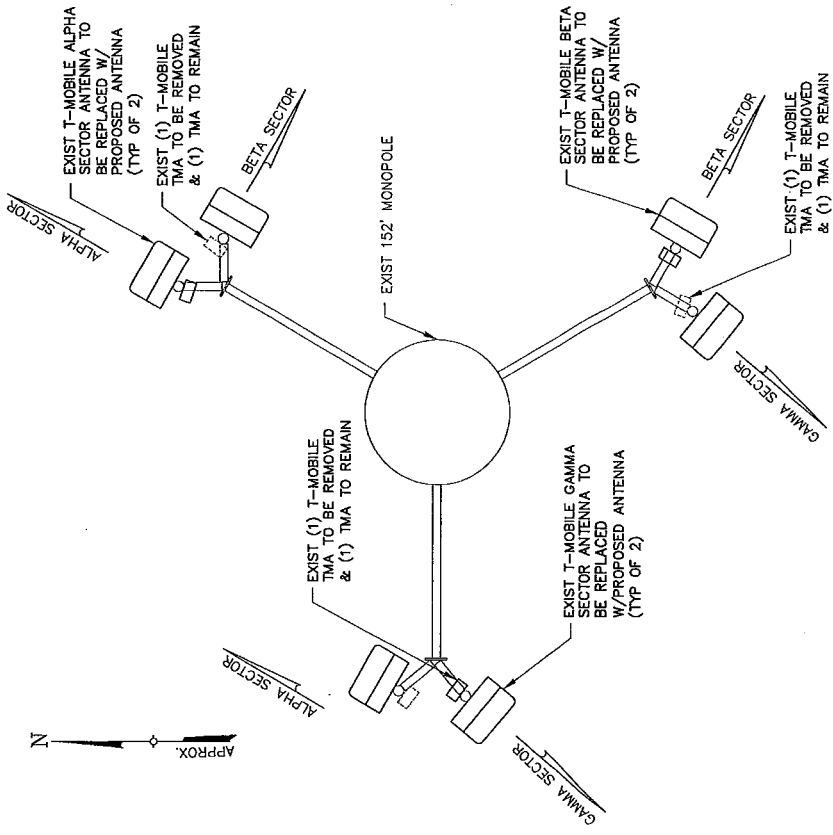 EXIST T-MOBILE ALPHA
SECTOR ANTENNA TO
BE REPLACED W/
PROPOSED ANTENNA
(TYP OF 2)
EXIST (1) T-MOBILE
TMA TO BE REMOVED
& (1) TMA TO REMAIN
ALPHA SECTOR
BETA SECTOR
EXIST 152' MONOPOLE
EXIST T-MOBILE BETA
SECTOR ANTENNA TO
BE REPLACED W/
PROPOSED ANTENNA
(TYP OF 2)
BETA SECTOR
EXIST (1) T-MOBILE
TMA TO BE REMOVED
& (1) TMA TO REMAIN
GAMMA SECTOR
EXIST (1) T-MOBILE
TMA TO BE REMOVED
& (1) TMA TO REMAIN
EXIST T-MOBILE GAMMA
SECTOR ANTENNA TO
BE REPLACED
W/PROPOSED ANTENNA
(TYP OF 2)
ALPHA SECTOR
GAMMA SECTOR
N
APPROX.